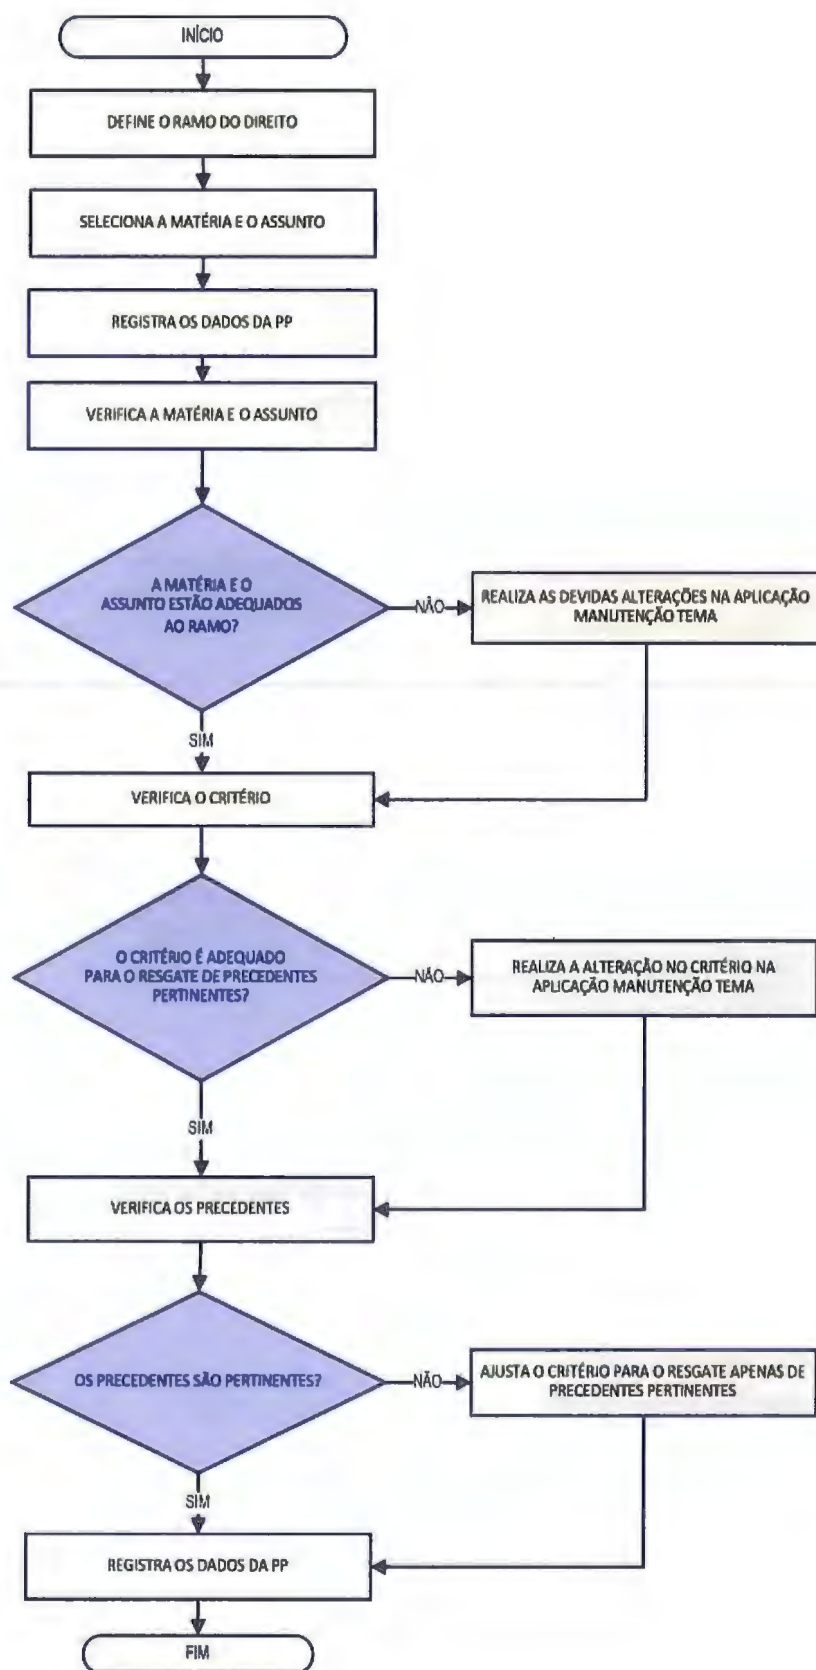 INÍCIO
DEFINE O RAMO DO DIREITO
SELECIONA A MATÉRIA E O ASSUNTO
REGISTRA OS DADOS DA PP
VERIFICA A MATÉRIA E O ASSUNTO
A MATÉRIA E O
ASSUNTO ESTÃO ADEQUADOS
AO RAMO?
NÃO
REALIZA AS DEVIDAS ALTERAÇÕES NA APLICAÇÃO
MANUTENÇÃO TEMA
SIM
VERIFICA O CRITÉRIO
O CRITÉRIO É ADEQUADO
PARA O RESGATE DE PRECEDENTES
PERTINENTES?
NÃO
REALIZA A ALTERAÇÃO NO CRITÉRIO NA
APLICAÇÃO MANUTENÇÃO TEMA
SIM
VERIFICA OS PRECEDENTES
OS PRECEDENTES SÃO PERTINENTES?
NÃO
AJUSTA O CRITÉRIO PARA O RESGATE APENAS DE
PRECEDENTES PERTINENTES
SIM
REGISTRA OS DADOS DA PP
FIM